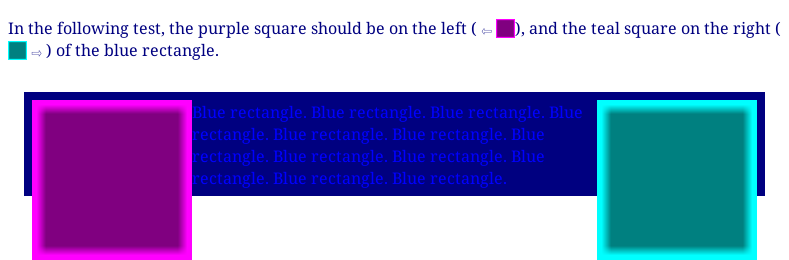 In the following test, the purple square should be on the left ( ⇦ ), and the teal square on the right (
⇨ ) of the blue rectangle.
Blue rectangle. Blue rectangle. Blue rectangle. Blue
rectangle. Blue rectangle. Blue rectangle. Blue
rectangle. Blue rectangle. Blue rectangle. Blue
rectangle. Blue rectangle. Blue rectangle.